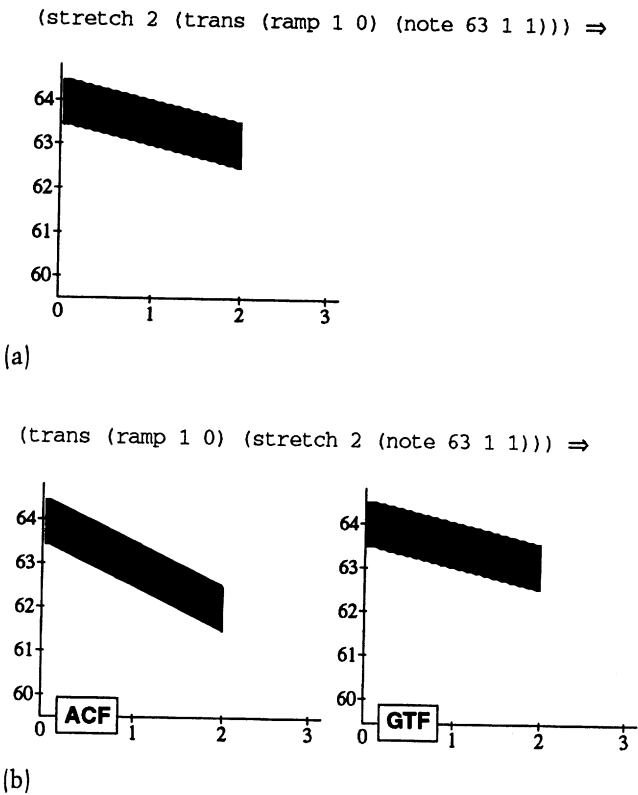 (stretch 2 (trans (ramp 1 0) (note 63 1 1))) ⇒
64
63
62
61
60
0 1 2 3
(a)
(trans (ramp 1 0) (stretch 2 (note 63 1 1))) ⇒
64
63
62
61
60
0 ACF 1 2 3
64
63
62
61
60
0 GTF 1 2 3
(b)